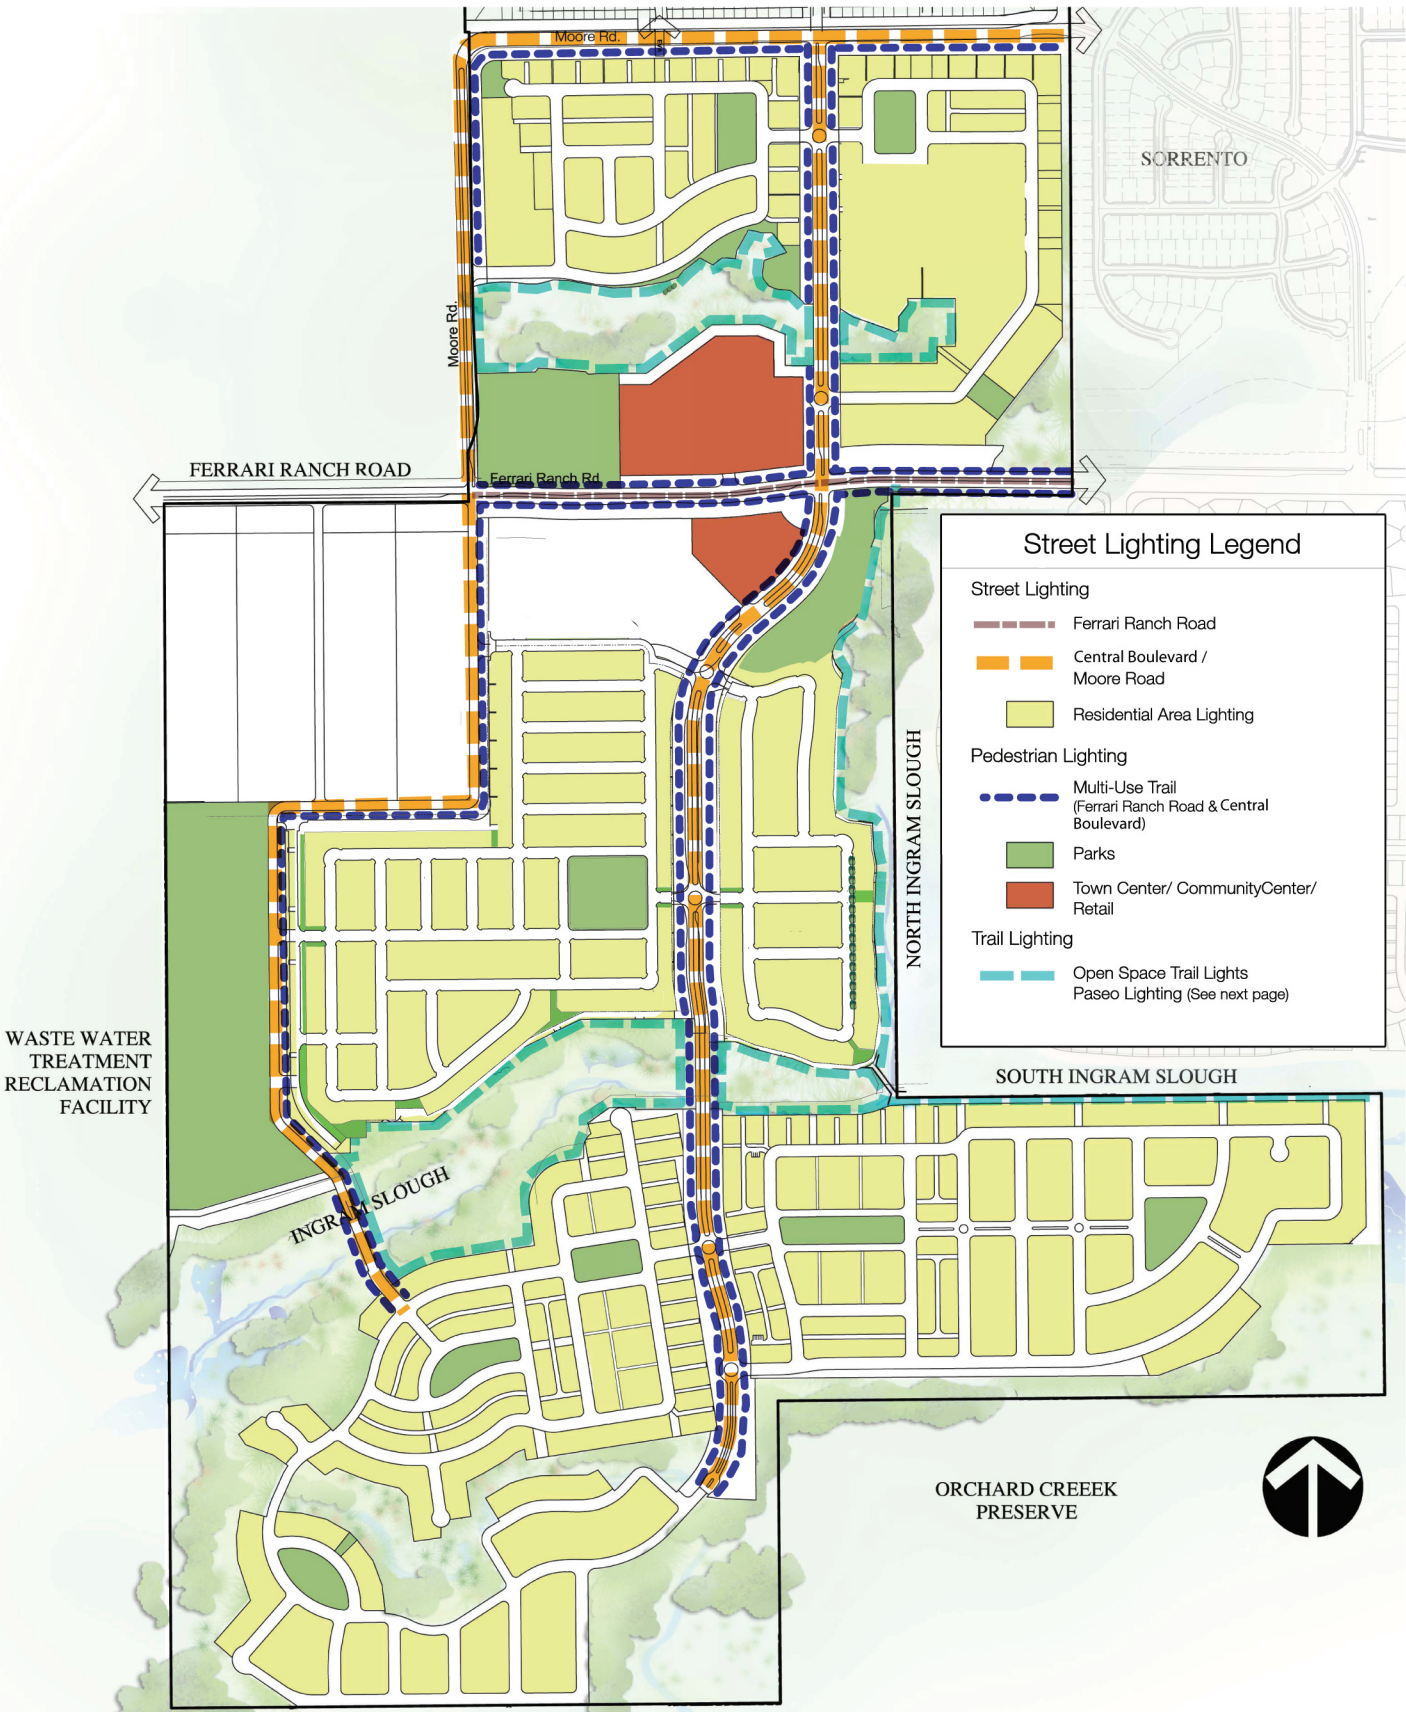 Moore Rd.
SORRENTO
Moore Rd.
FERRARI RANCH ROAD
Ferrari Ranch Rd.
Street Lighting Legend
Street Lighting
Ferrari Ranch Road
Central Boulevard /
Moore Road
Residential Area Lighting
Pedestrian Lighting
Multi-Use Trail
(Ferrari Ranch Road & Central
Boulevard)
Parks
Town Center/ CommunityCenter/
Retail
Trail Lighting
Open Space Trail Lights
Paseo Lighting (See next page)
NORTH INGRAM SLOUGH
WASTE WATER
TREATMENT
RECLAMATION
FACILITY
SOUTH INGRAM SLOUGH
INGRAM SLOUGH
ORCHARD CREEEK
PRESERVE